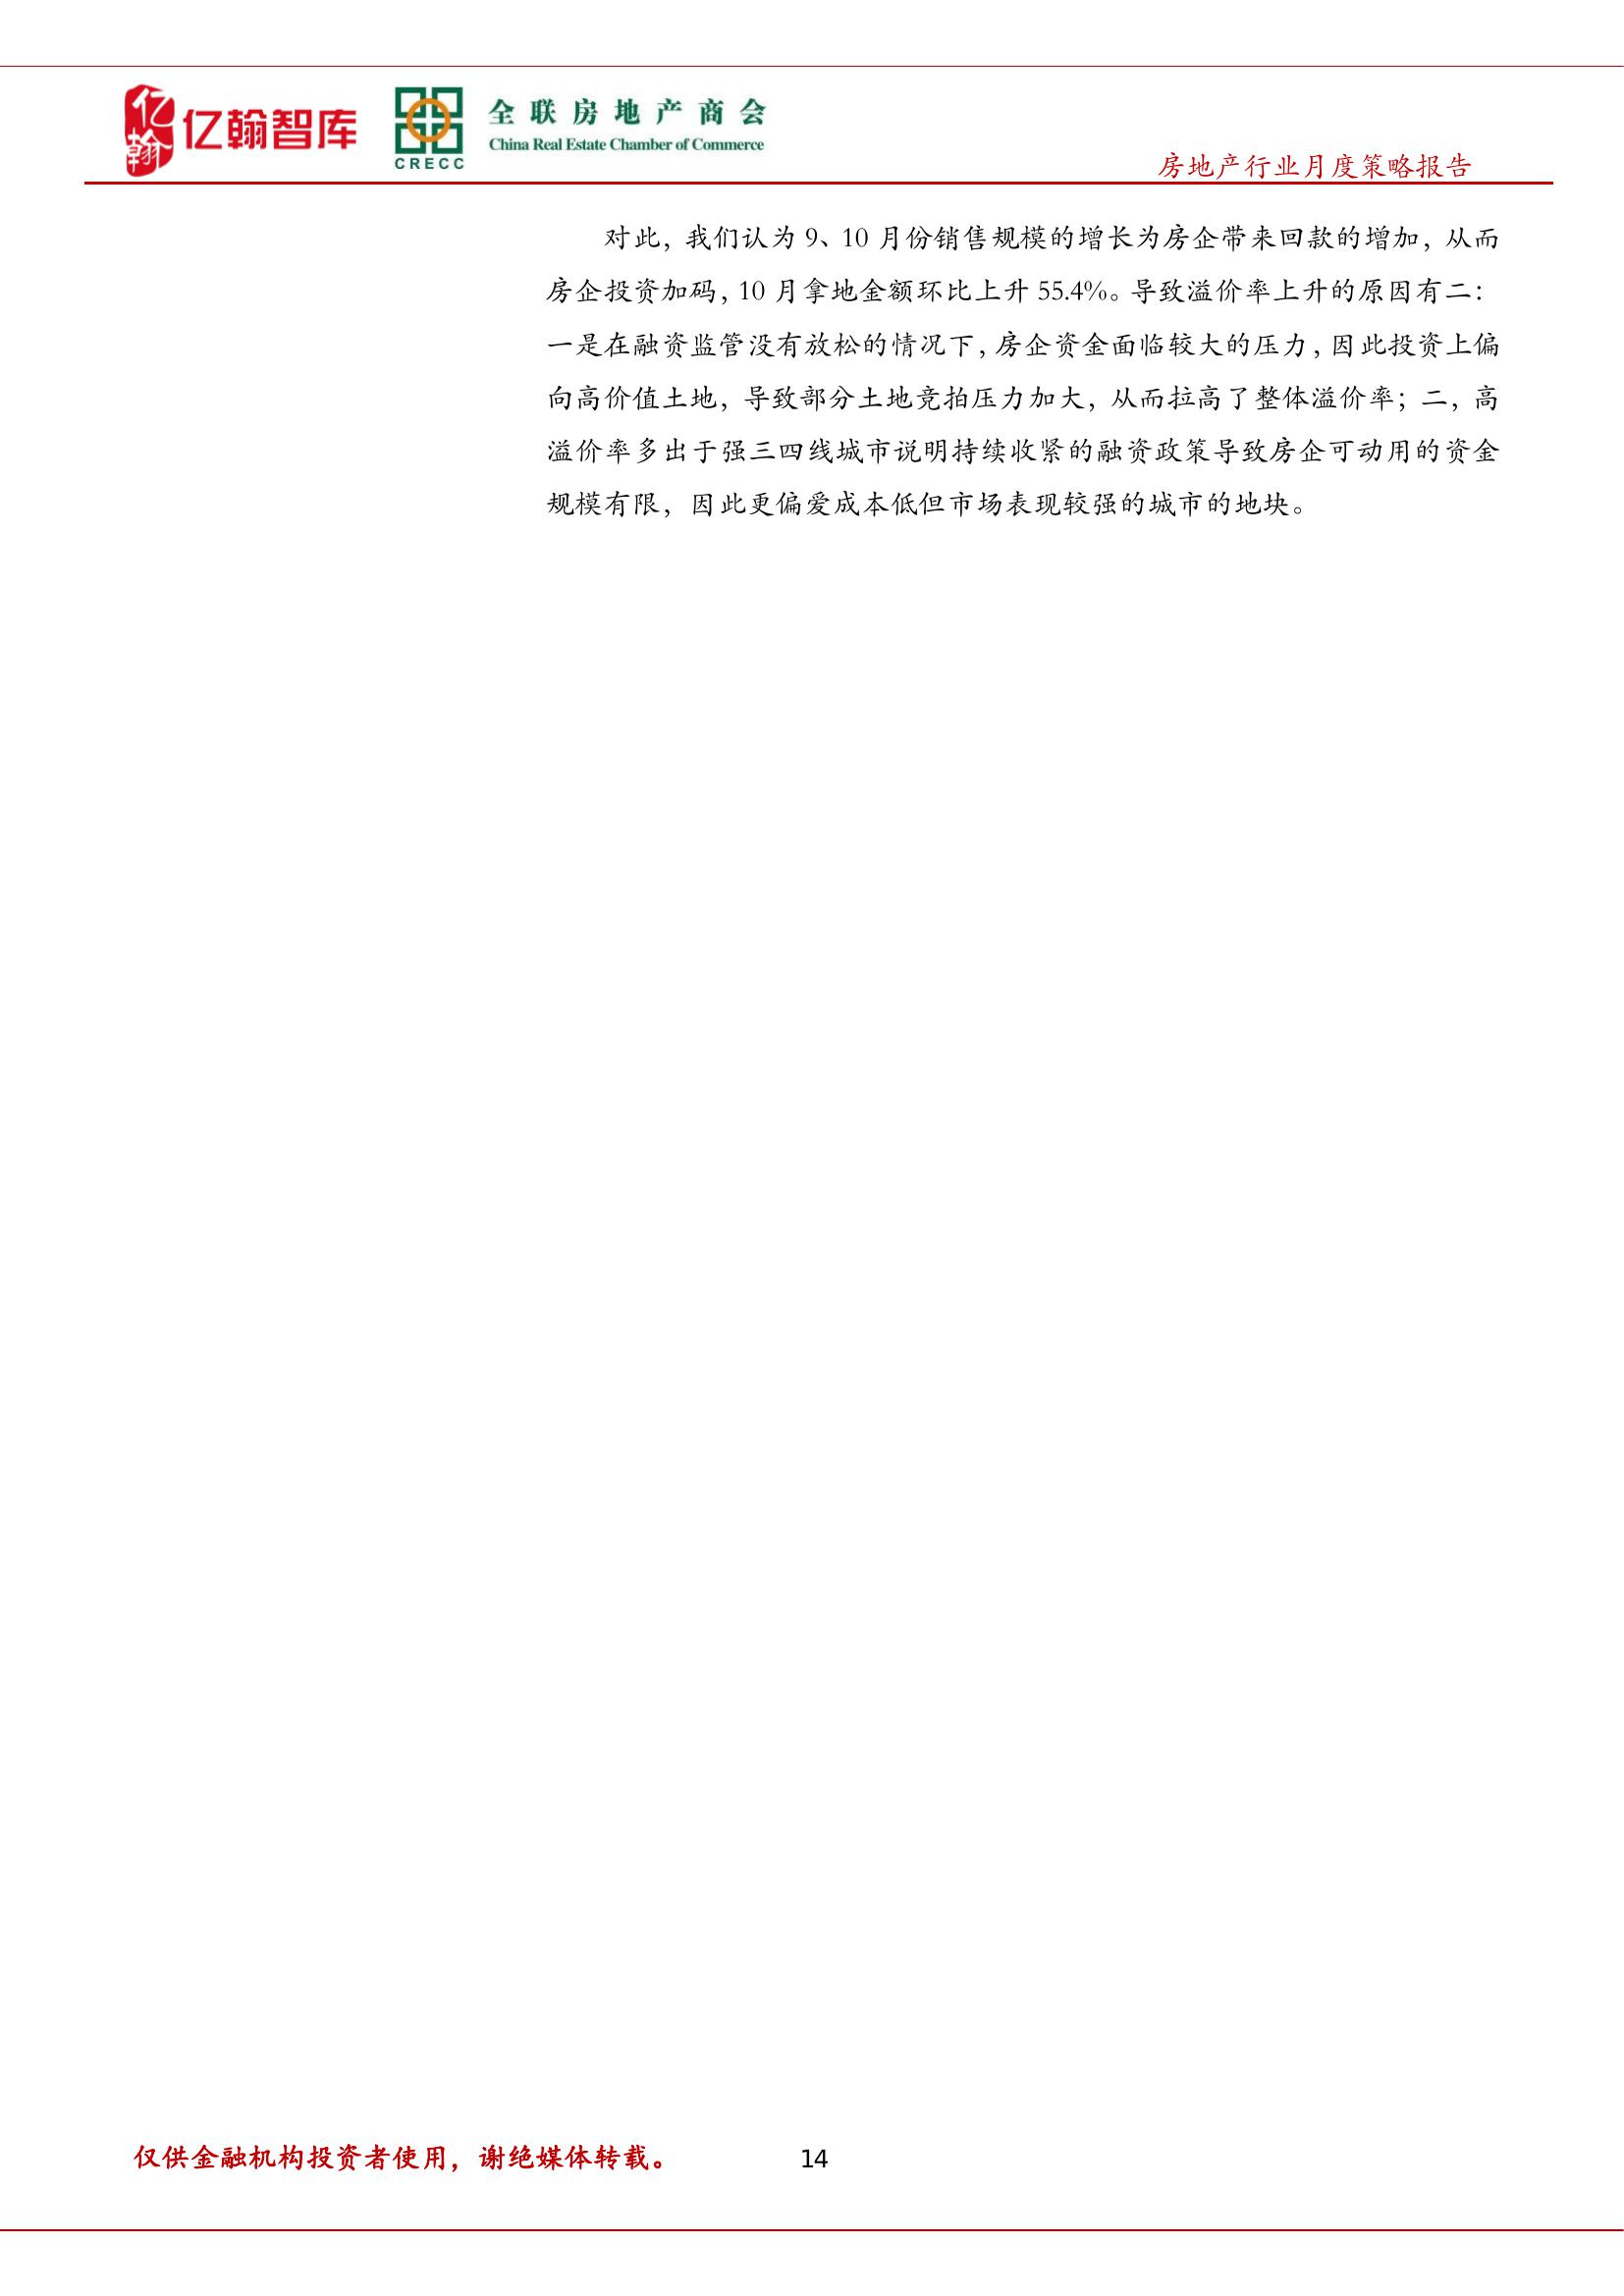 亿翰
亿翰智库
CRECC
全联房地产商会
China Real Estate Chamber of Commerce
房地产行业月度策略报告
对此，我们认为 9、10 月份销售规模的增长为房企带来回款的增加，从而
房企投资加码，10 月拿地金额环比上升 55.4%。导致溢价率上升的原因有二：
一是在融资监管没有放松的情况下，房企资金面临较大的压力，因此投资上偏
向高价值土地，导致部分土地竞拍压力加大，从而拉高了整体溢价率；二，高
溢价率多出于强三四线城市说明持续收紧的融资政策导致房企可动用的资金
规模有限，因此更偏爱成本低但市场表现较强的城市的地块。
仅供金融机构投资者使用，谢绝媒体转载。
14